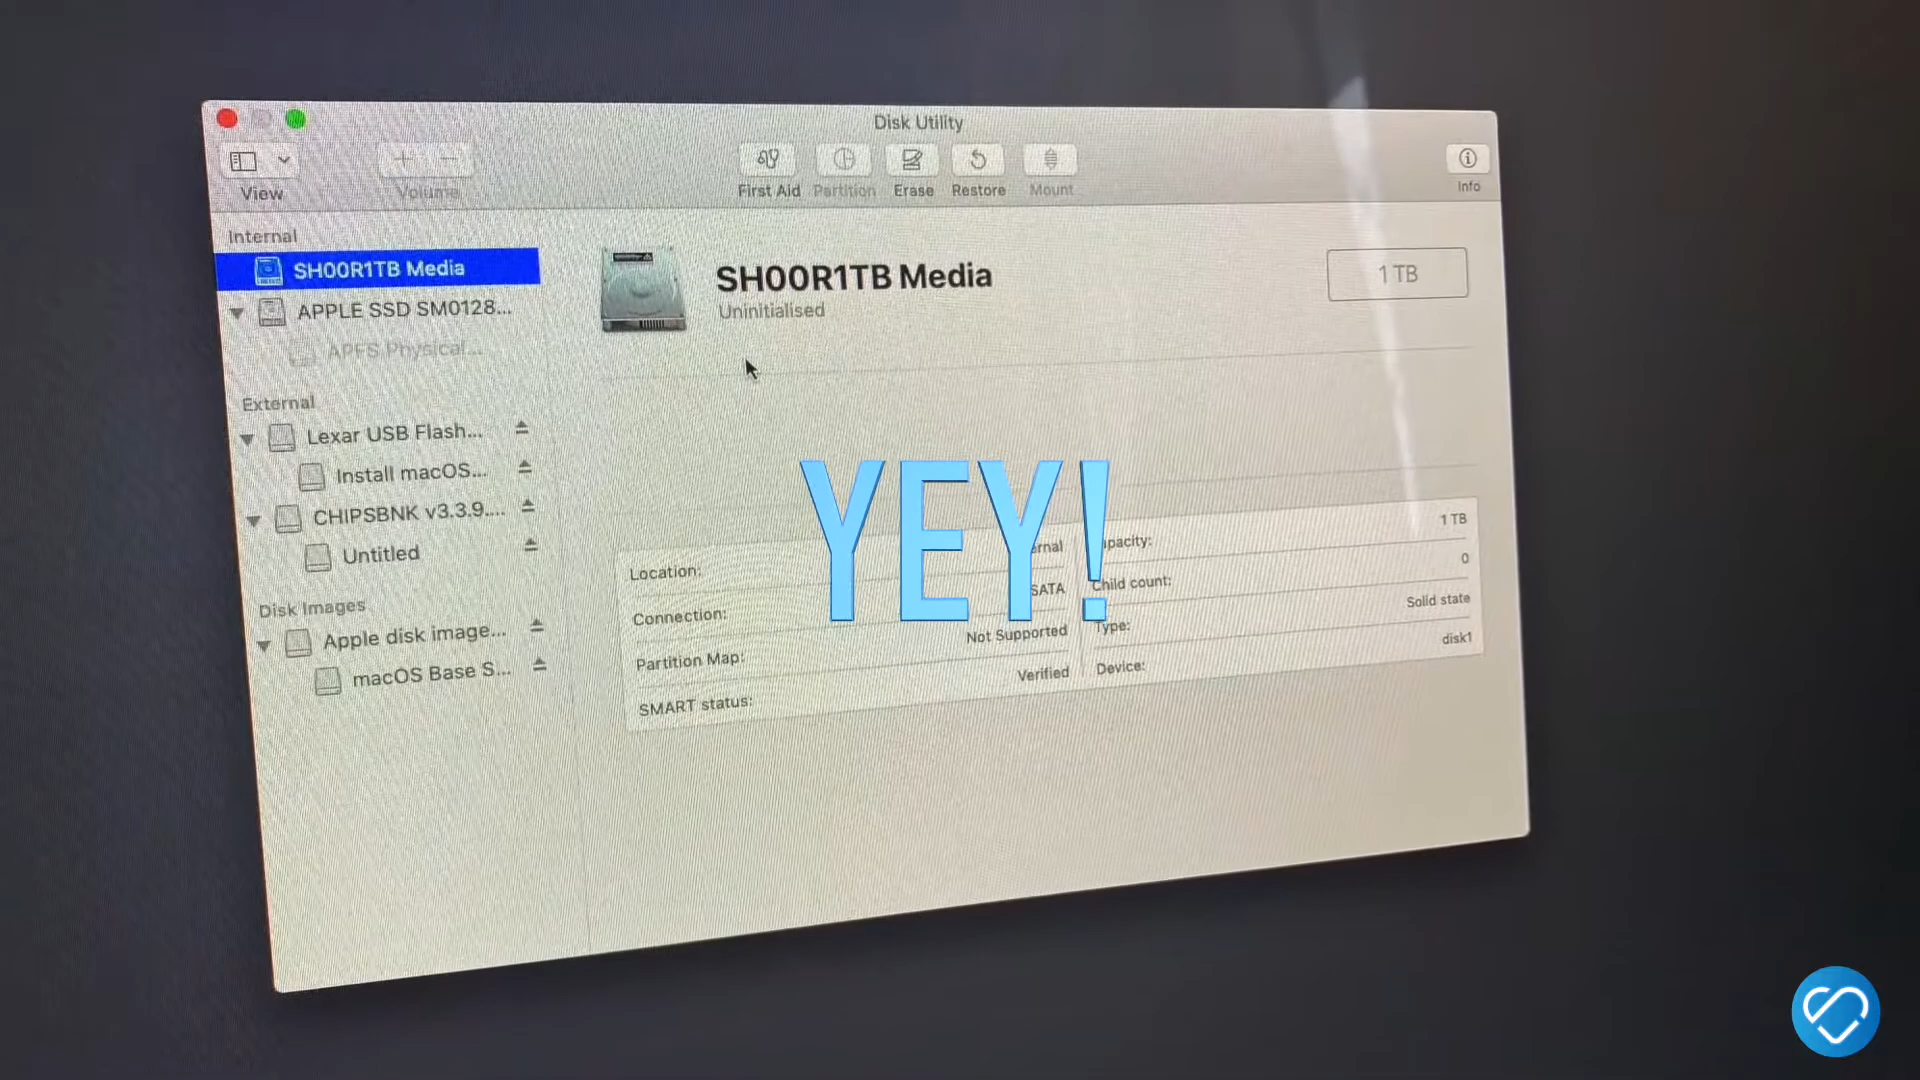 Disk Utility
View
Volume
First Aid
Partition
Erase
Restore
Mount
Info
Internal
SH00R1TB Media
APPLE SSD SM0128...
APFS Physical...
External
Lexar USB Flash...
Install macOS...
CHIPSBNK v3.3.9....
Untitled
Disk Images
Apple disk image...
macOS Base S...
SH00R1TB Media
Uninitialised
1 TB
YEY!
Location:
Connection: SATA
Partition Map: Not Supported
SMART status: Verified
1 TB
Child count: 0
Type: Solid state
Device: disk1